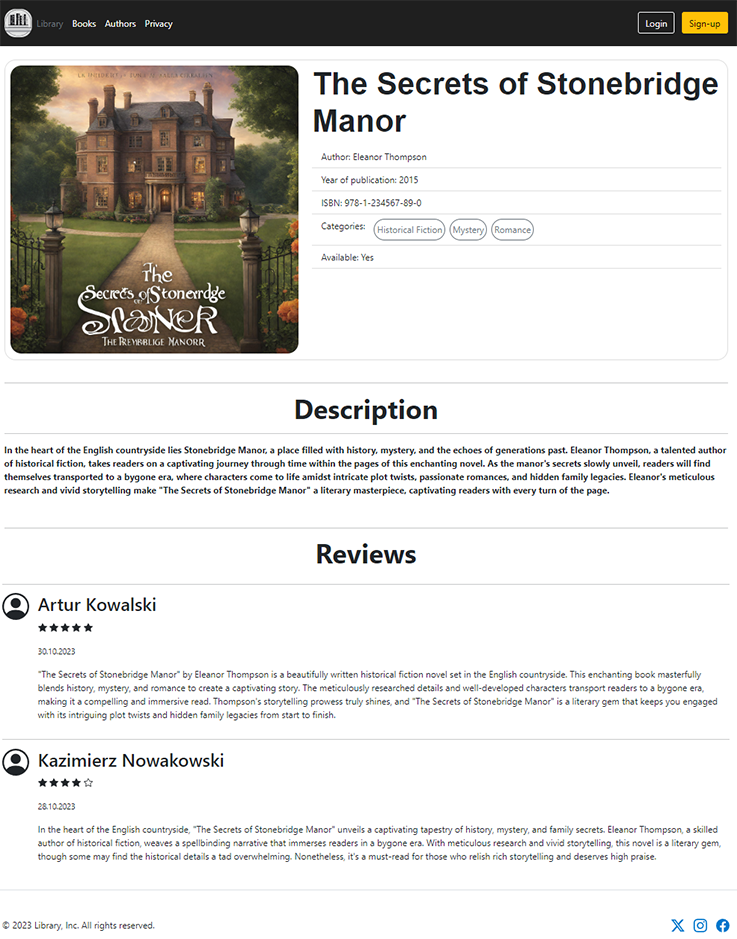 Library Books Authors Privacy Login Sign-up
The Secrets of Stonebridge
Manor
Author: Eleanor Thompson
Year of publication: 2015
ISBN: 978-1-234567-89-0
Categories: Historical Fiction Mystery Romance
Available: Yes
The
Secrets of Stonerrdge
THE
Description
In the heart of the English countryside lies Stonebridge Manor, a place filled with history, mystery, and the echoes of generations past. Eleanor Thompson, a talented author
of historical fiction, takes readers on a captivating journey through time within the pages of this enchanting novel. As the manor's secrets slowly unveil, readers will find
themselves transported to a bygone era, where characters come to life amidst intricate plot twists, passionate romances, and hidden family legacies. Eleanor's meticulous
research and vivid storytelling make "The Secrets of Stonebridge Manor" a literary masterpiece, captivating readers with every turn of the page.
Reviews
Artur Kowalski
30.10.2023
"The Secrets of Stonebridge Manor" by Eleanor Thompson is a beautifully written historical fiction novel set in the English countryside. This enchanting book masterfully
blends history, mystery, and romance to create a captivating story. The meticulously researched details and well-developed characters transport readers to a bygone era,
making it a compelling and immersive read. Thompson's storytelling prowess truly shines, and "The Secrets of Stonebridge Manor" is a literary gem that keeps you engaged
with its intriguing plot twists and hidden family legacies from start to finish.
Kazimierz Nowakowski
28.10.2023
In the heart of the English countryside, "The Secrets of Stonebridge Manor" unveils a captivating tapestry of history, mystery, and family secrets. Eleanor Thompson, a skilled
author of historical fiction, weaves a spellbinding narrative that immerses readers in a bygone era. With meticulous research and vivid storytelling, this novel is a literary gem,
though some may find the historical details a tad overwhelming. Nonetheless, it's a must-read for those who relish rich storytelling and deserves high praise.
© 2023 Library, Inc. All rights reserved.